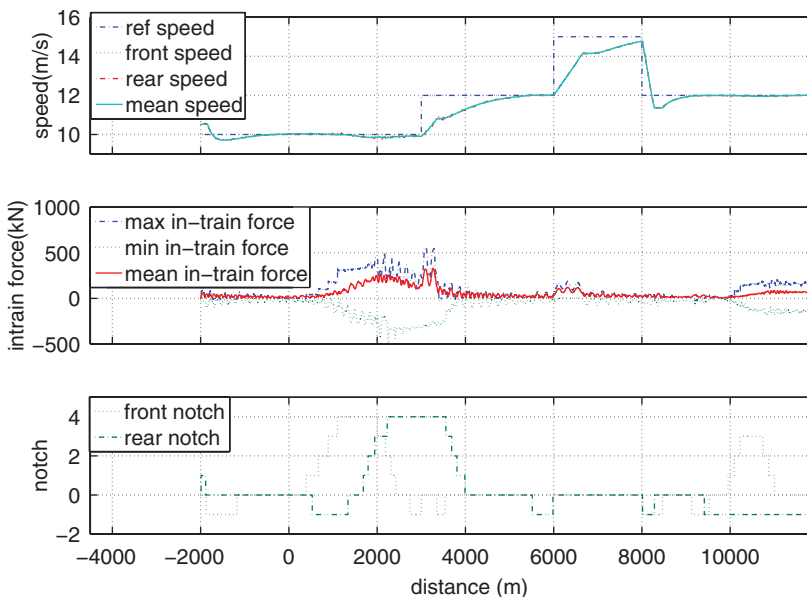 16
14
12
10
speed(m/s)
ref speed
front speed
rear speed
mean speed
1000
500
0
−500
intrain force(kN)
max in-train force
min in-train force
mean in-train force
4
2
0
−2
notch
front notch
rear notch
−4000 −2000 0 2000 4000 6000 8000 10000
distance (m)